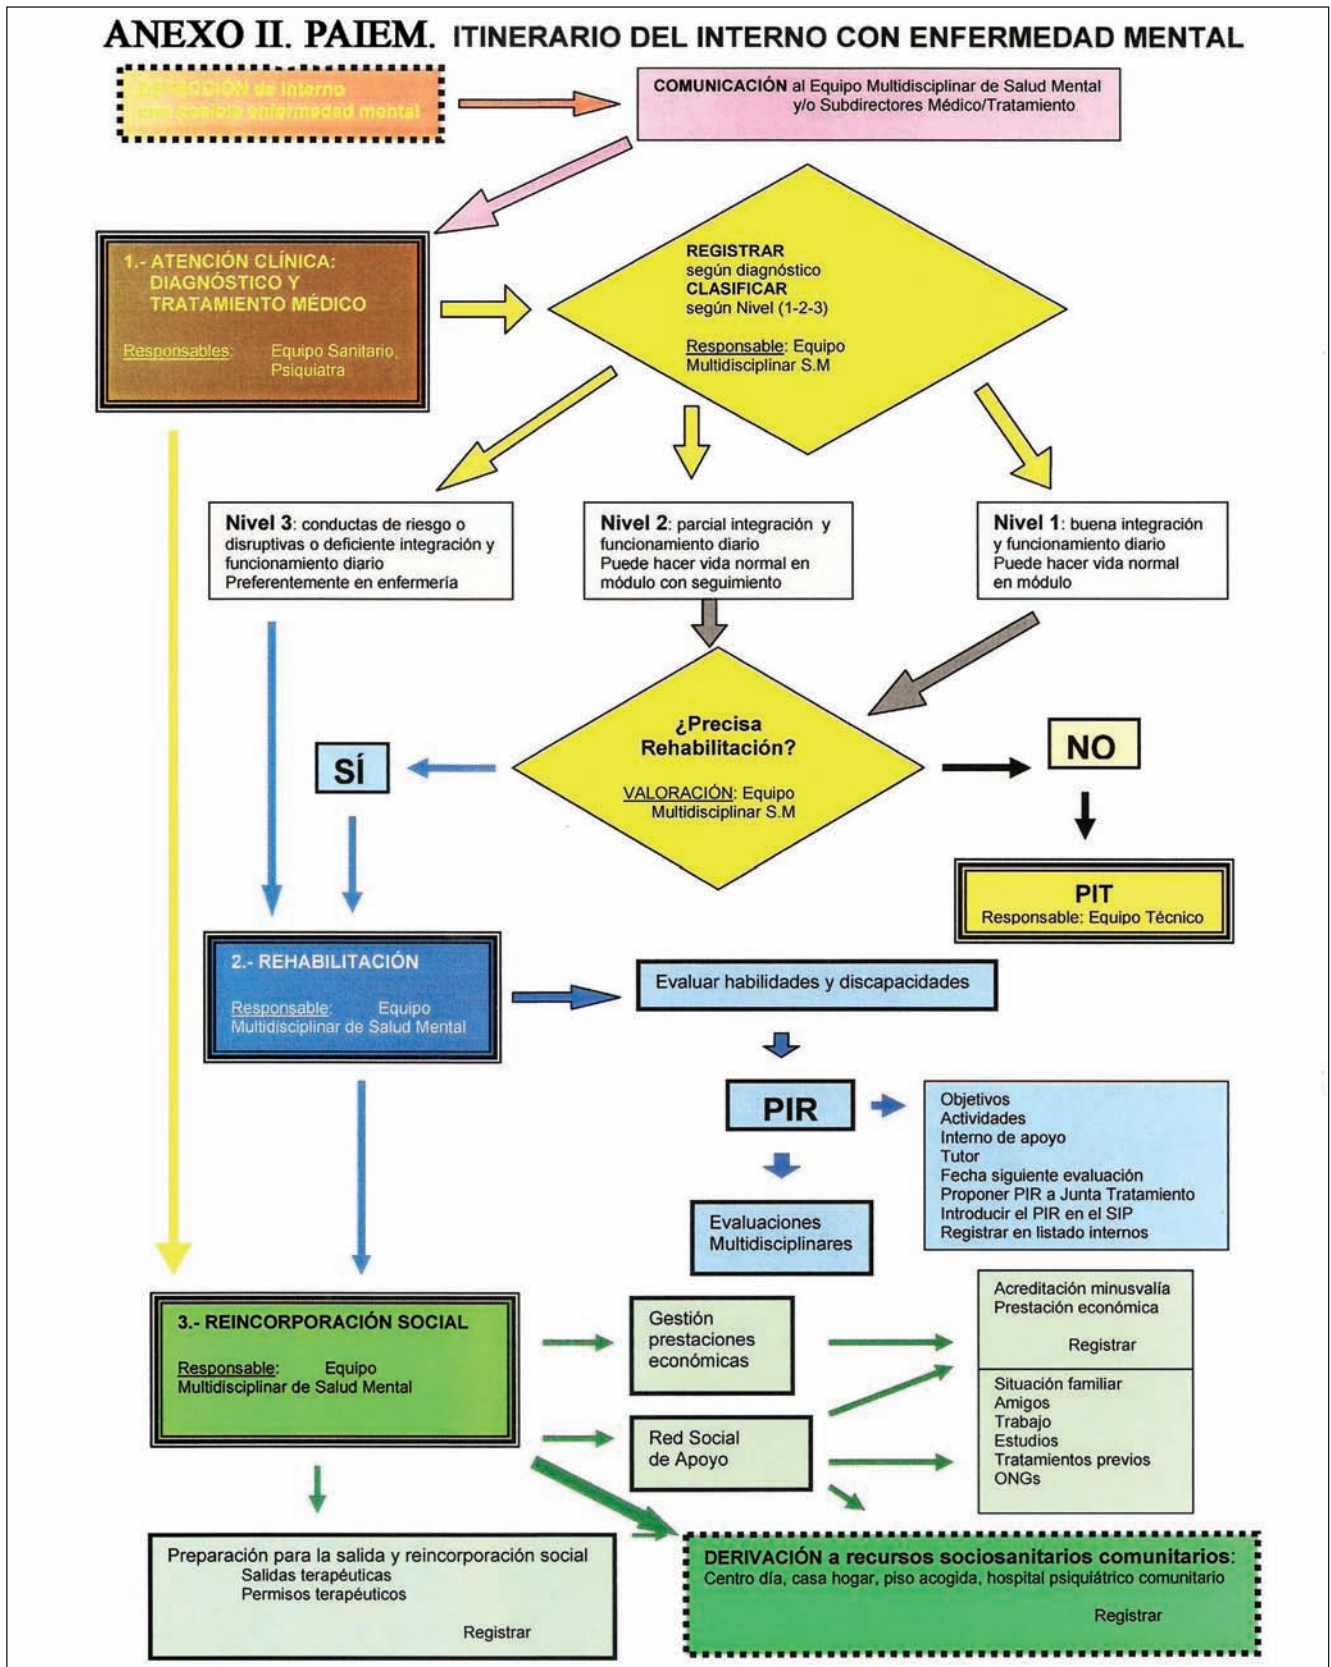 ANEXO II. PAIEM. ITINERARIO DEL INTERNO CON ENFERMEDAD MENTAL
DETECCIÓN de interno
con posible enfermedad mental
COMUNICACIÓN al Equipo Multidisciplinar de Salud Mental
y/o Subdirectores Médico/Tratamiento
1.- ATENCIÓN CLÍNICA:
DIAGNÓSTICO Y
TRATAMIENTO MÉDICO
Responsables: Equipo Sanitario,
Psiquiatra
REGISTRAR
según diagnóstico
CLASIFICAR
según Nivel (1-2-3)
Responsable: Equipo
Multidisciplinar S.M
Nivel 3: conductas de riesgo o
disruptivas o deficiente integración y
funcionamiento diario
Preferentemente en enfermería
Nivel 2: parcial integración y
funcionamiento diario
Puede hacer vida normal en
módulo con seguimiento
Nivel 1: buena integración
y funcionamiento diario
Puede hacer vida normal
en módulo
¿Precisa
Rehabilitación?
VALORACIÓN: Equipo
Multidisciplinar S.M
SÍ
NO
PIT
Responsable: Equipo Técnico
2.- REHABILITACIÓN
Responsable: Equipo
Multidisciplinar de Salud Mental
Evaluar habilidades y discapacidades
PIR
Objetivos
Actividades
Interno de apoyo
Tutor
Fecha siguiente evaluación
Proponer PIR a Junta Tratamiento
Introducir el PIR en el SIP
Registrar en listado internos
Evaluaciones
Multidisciplinares
3.- REINCORPORACIÓN SOCIAL
Responsable: Equipo
Multidisciplinar de Salud Mental
Gestión
prestaciones
económicas
Acreditación minusvalía
Prestación económica
Registrar
Red Social
de Apoyo
Situación familiar
Amigos
Trabajo
Estudios
Tratamientos previos
ONGs
Preparación para la salida y reincorporación social
Salidas terapéuticas
Permisos terapéuticos
Registrar
DERIVACIÓN a recursos sociosanitarios comunitarios:
Centro día, casa hogar, piso acogida, hospital psiquiátrico comunitario
Registrar